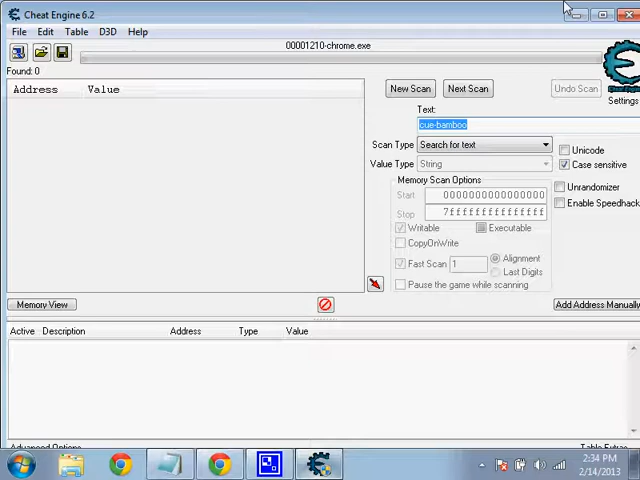 Cheat Engine 6.2
File Edit Table D3D Help
00001210-chrome.exe
Found: 0
Address Value
New Scan Next Scan Undo Scan
Settings
Text:
cue-bamboo
Scan Type Search for text
Value Type String
Unicode
Case sensitive
Memory Scan Options
Start 0000000000000000
Stop 7fffffffffffffff
Writable Executable
CopyOnWrite
Fast Scan 1 Alignment
Last Digits
Pause the game while scanning
Unrandomizer
Enable Speedhack
Memory View
Add Address Manually
Active Description Address Type Value
Advanced Options
Table Extras
2:34 PM
2/14/2013